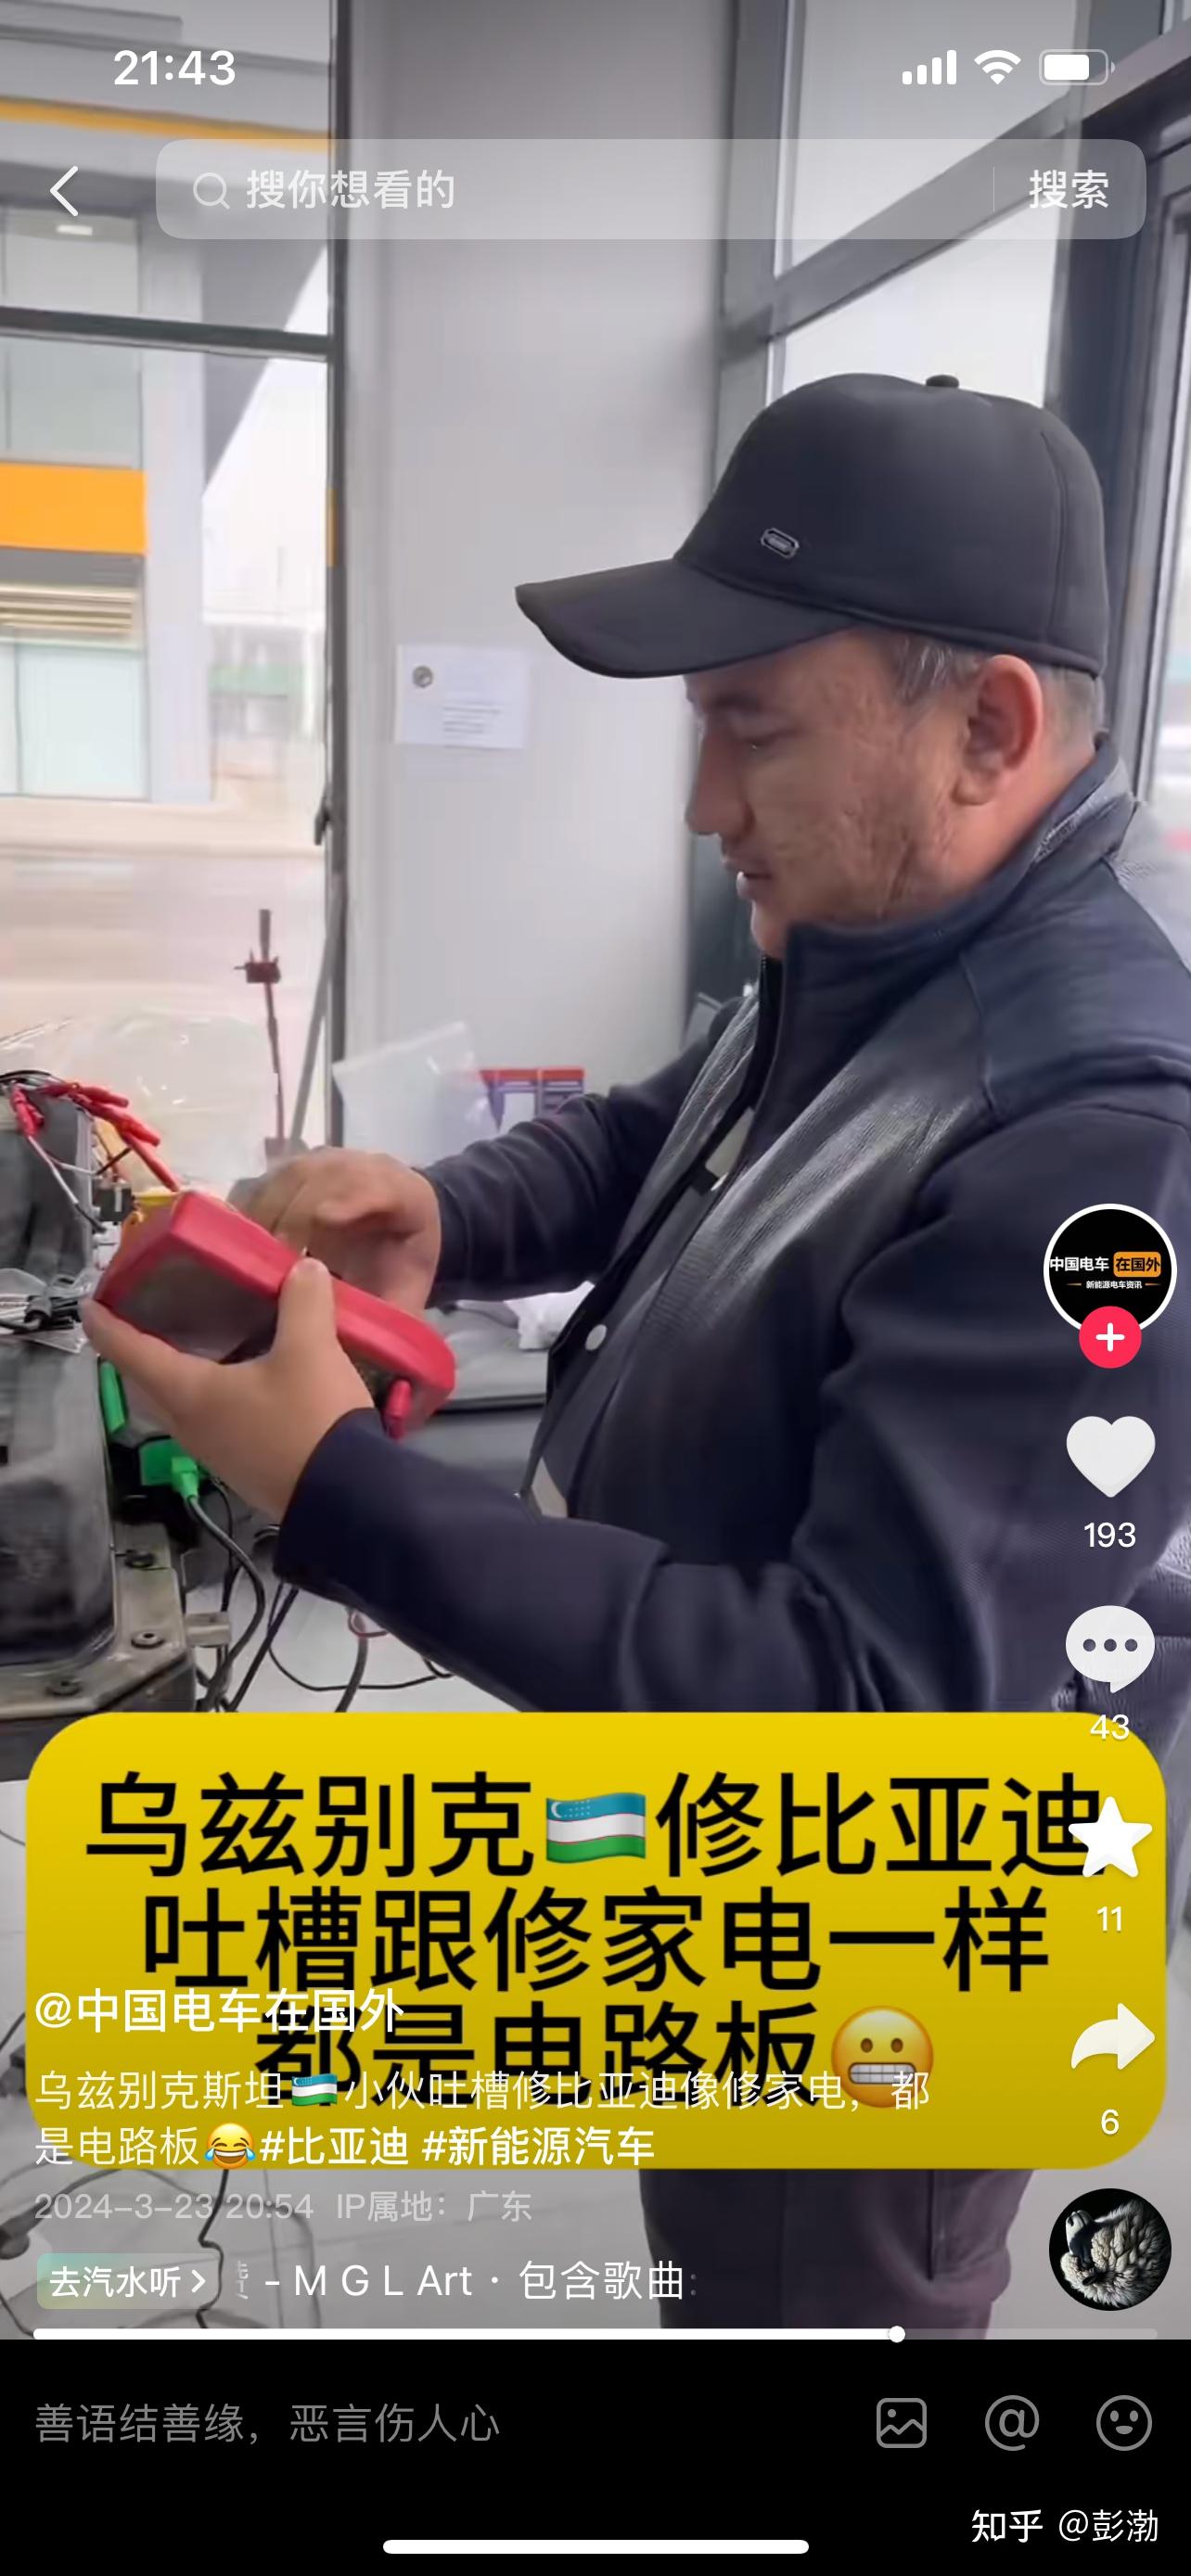 21:43
搜你想看的
搜索
中国电车 在国外
新能源电车资讯
193
43
乌兹别克🇺🇿修比亚迪
吐槽跟修家电一样
都是电路板😬
11
@中国电车在国外
乌兹别克斯坦🇺🇿小伙吐槽修比亚迪像修家电，都
是电路板😂#比亚迪 #新能源汽车
6
2024-3-23 20:54 IP属地：广东
去汽水听 >
- M G L Art · 包含歌曲:
善语结善缘，恶言伤人心
知乎 @彭渤